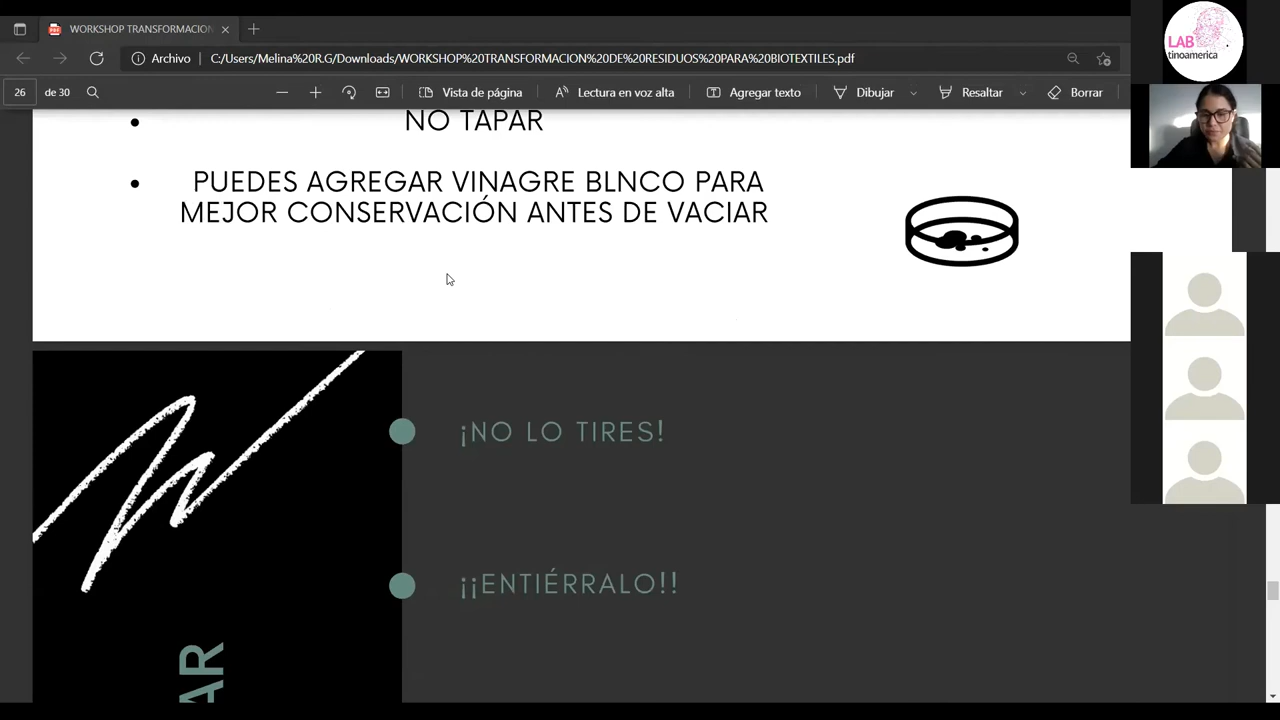 WORKSHOP TRANSFORMACION
Archivo
C:/Users/Melina%20R.G/Downloads/WORKSHOP%20TRANSFORMACION%20DE%20RESIDUOS%20PARA%20BIOTEXTILES.pdf
26 de 30
Vista de página
Lectura en voz alta
Agregar texto
Dibujar
Resaltar
Borrar
LAB
tinoamerica
NO TAPAR
PUEDES AGREGAR VINAGRE BLNCO PARA
MEJOR CONSERVACIÓN ANTES DE VACIAR
¡NO LO TIRES!
¡¡ENTIÉRRALO!!
AR